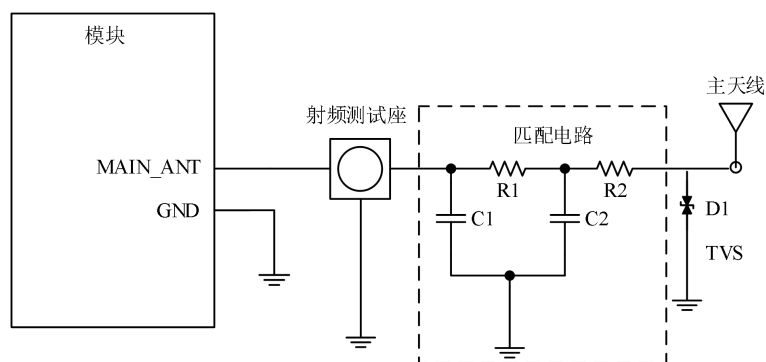 模块
主天线
射频测试座
匹配电路
MAIN_ANT
R1
R2
GND
C1
C2
D1
TVS